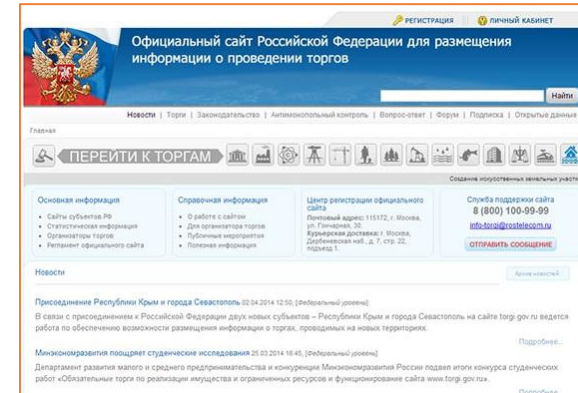 РЕГИСТРАЦИЯ
ЛИЧНЫЙ КАБИНЕТ
Официальный сайт Российской Федерации для размещения
информации о проведении торгов
Найти
Новости | Торги | Законодательство | Антимонопольный контроль | Вопрос-ответ | Форум | Подписка | Открытые данные
Главная
ПЕРЕЙТИ К ТОРГАМ
Создание искусственных земельных участк
Основная информация
Сайты субъектов РФ
Статистическая информация
Организаторы торгов
Регламент официального сайта
Справочная информация
О работе с сайтом
Для организатора торгов
Публичные мероприятия
Полезная информация
Центр регистрации официального
сайта
Почтовый адрес: 115172, г. Москва,
ул. Гончарная, 30.
Курьерская доставка: г. Москва,
Дербеневская наб., д. 7, стр. 22,
подъезд 1.
Служба поддержки сайта
8 (800) 100-99-99
info-torgi@rostelecom.ru
ОТПРАВИТЬ СООБЩЕНИЕ
Новости
Архив новостей
Присоединение Республики Крым и города Севастополь 02.04.2014 12:50, [Федеральный уровень]
В связи с присоединением к Российской Федерации двух новых субъектов – Республики Крым и города Севастополь на сайте torgi.gov.ru ведется
работа по обеспечению возможности размещения информации о торгах, проводимых на новых территориях.
Подробнее...
Минэкономразвития поощряет студенческие исследования 25.03.2014 16:45, [Федеральный уровень]
Департамент развития малого и среднего предпринимательства и конкуренции Минэкономразвития России подвел итоги конкурса студенческих
работ «Обязательные торги по реализации имущества и ограниченных ресурсов и функционирование сайта www.torgi.gov.ru».
Подробнее...